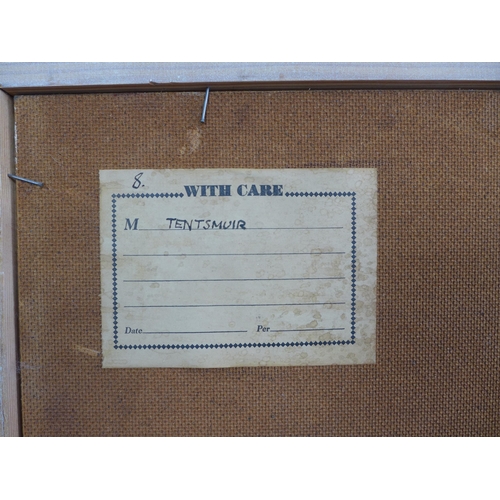 8.
WITH CARE
M TENTSMUIR
Date Per